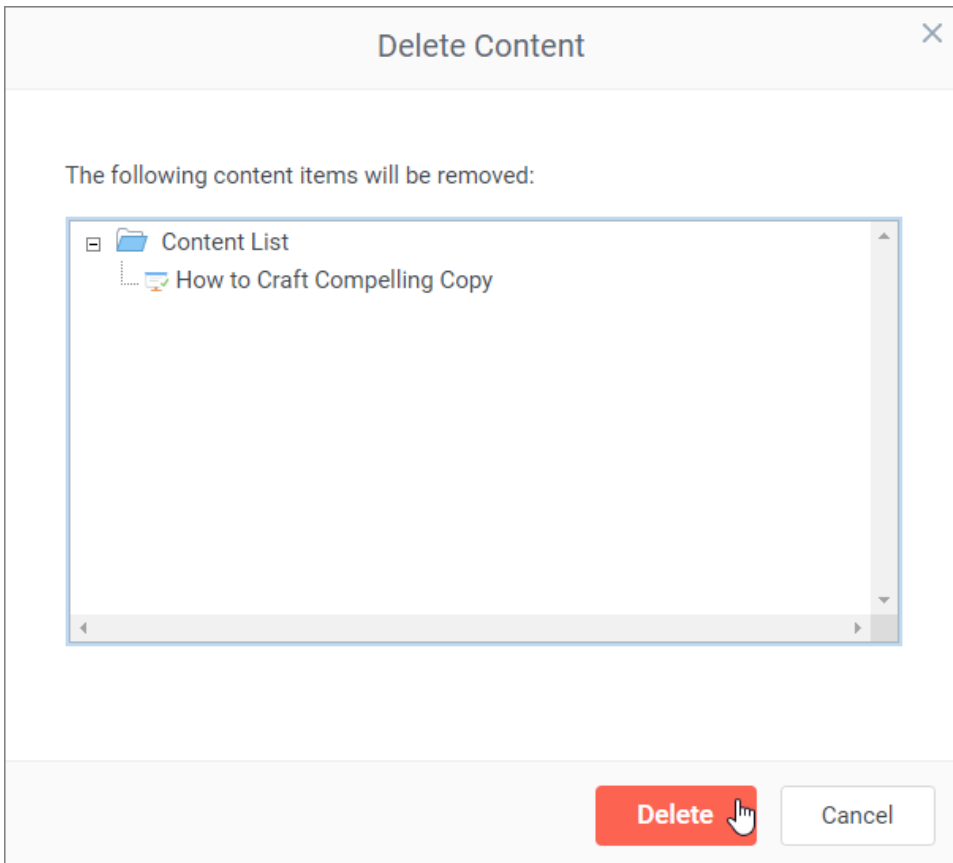 Delete Content
The following content items will be removed:
Content List
How to Craft Compelling Copy
Delete
Cancel